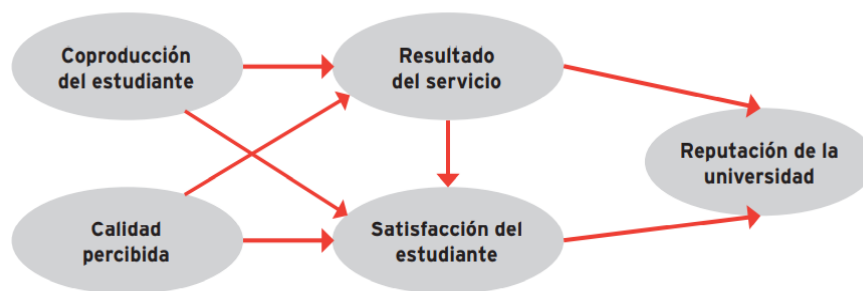 Coproducción
del estudiante
Resultado
del servicio
Reputación de la
universidad
Calidad
percibida
Satisfacción del
estudiante